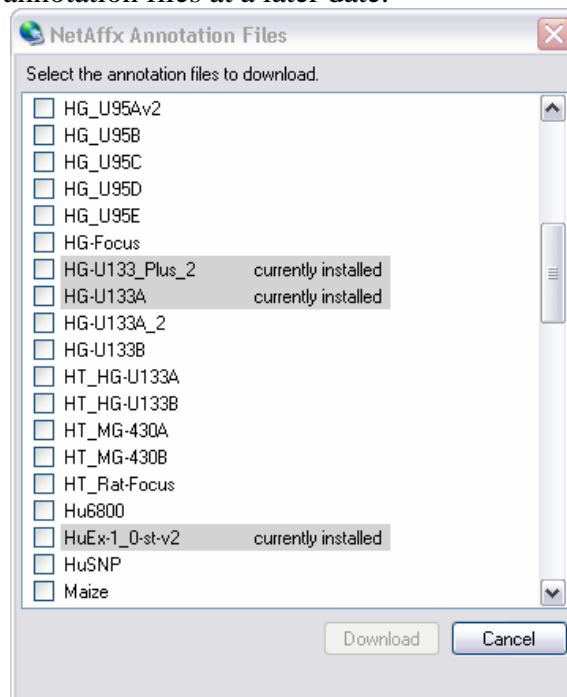 annotation files at a later date.
NetAffx Annotation Files
Select the annotation files to download.
HG_U95Av2
HG_U95B
HG_U95C
HG_U95D
HG_U95E
HG-Focus
HG-U133_Plus_2 currently installed
HG-U133A currently installed
HG-U133A_2
HG-U133B
HT_HG-U133A
HT_HG-U133B
HT_MG-430A
HT_MG-430B
HT_Rat-Focus
Hu6800
HuEx-1_0-st-v2 currently installed
HuSNP
Maize
Download Cancel